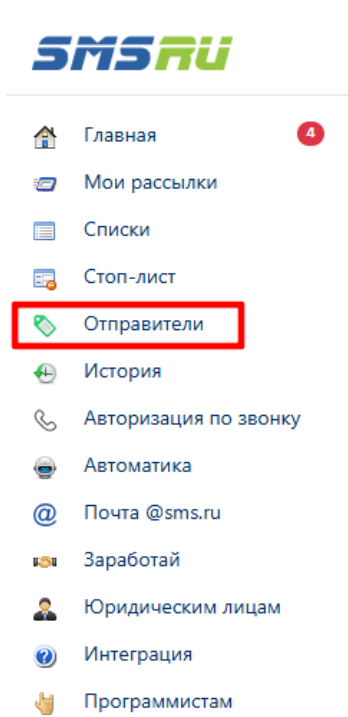 SMSRU
Главная 4
Мои рассылки
Списки
Стоп-лист
Отправители
История
Авторизация по звонку
Автоматика
Почта @sms.ru
Заработай
Юридическим лицам
Интеграция
Программистам